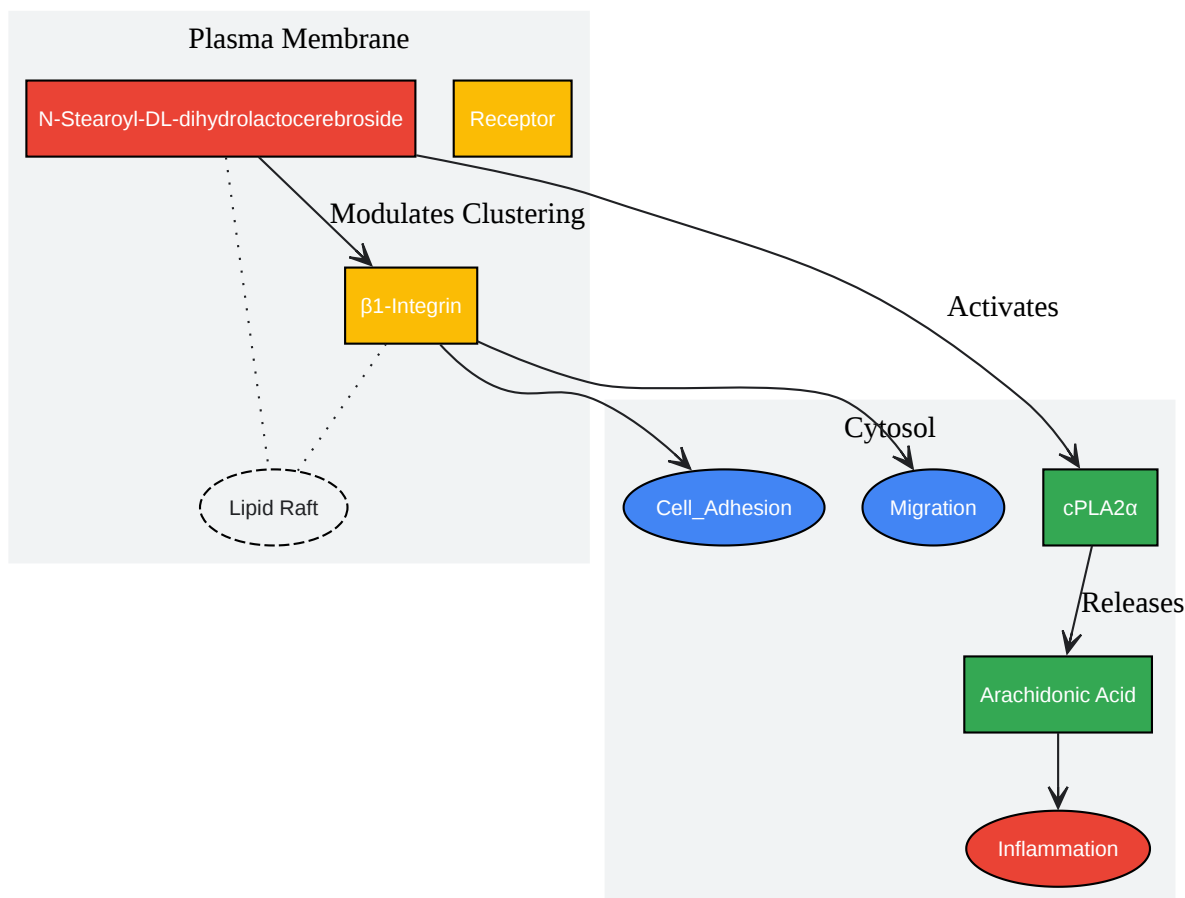 Plasma Membrane
N-Stearoyl-DL-dihydrolactocerebroside
Receptor
Modulates Clustering
β1-Integrin
Activates
Cytosol
Lipid Raft
Cell_Adhesion
Migration
cPLA2α
Releases
Arachidonic Acid
Inflammation